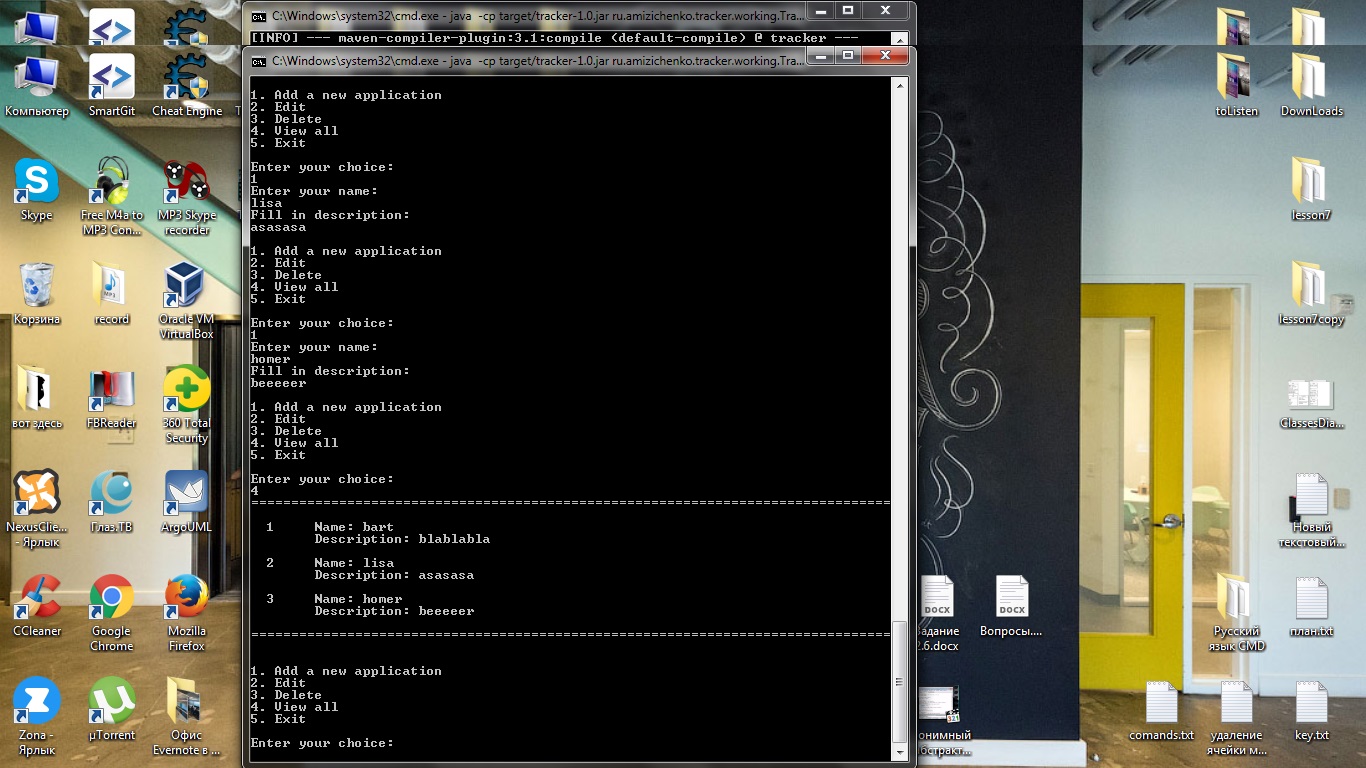 C:\Windows\system32\cmd.exe - java -cp target/tracker-1.0.jar ru.amizichenko.tracker.working.Tra...
[INFO] --- maven-compiler-plugin:3.1:compile (default-compile) @ tracker ---
C:\Windows\system32\cmd.exe - java -cp target/tracker-1.0.jar ru.amizichenko.tracker.working.Tra...
1. Add a new application
2. Edit
3. Delete
4. View all
5. Exit
Enter your choice:
1
Enter your name:
lisa
Fill in description:
asasasa
1. Add a new application
2. Edit
3. Delete
4. View all
5. Exit
Enter your choice:
1
Enter your name:
homer
Fill in description:
beeeeer
1. Add a new application
2. Edit
3. Delete
4. View all
5. Exit
Enter your choice:
4
================================================================================
1 Name: bart
Description: blablabla
2 Name: lisa
Description: asasasa
3 Name: homer
Description: beeeeer
================================================================================
1. Add a new application
2. Edit
3. Delete
4. View all
5. Exit
Enter your choice:
Компьютер
SmartGit
Cheat Engine
Skype
Free M4a to
MP3 Con...
MP3 Skype
recorder
Корзина
record
Oracle VM
VirtualBox
вот здесь
FBReader
360 Total
Security
NexusClie...
- Ярлык
Глаз.ТВ
ArgoUML
CCleaner
Google
Chrome
Mozilla
Firefox
Zona -
Ярлык
µTorrent
Офис
Evernote в ...
toListen
DownLoads
lesson7
lesson7copy
ClassesDia...
Новый
текстовый...
DOCX
DOCX
адание
2.6.docx
Вопросы....
Русский
язык CMD
план.txt
321
онимный
бстракт...
comands.txt
удаление
ячейки м...
key.txt